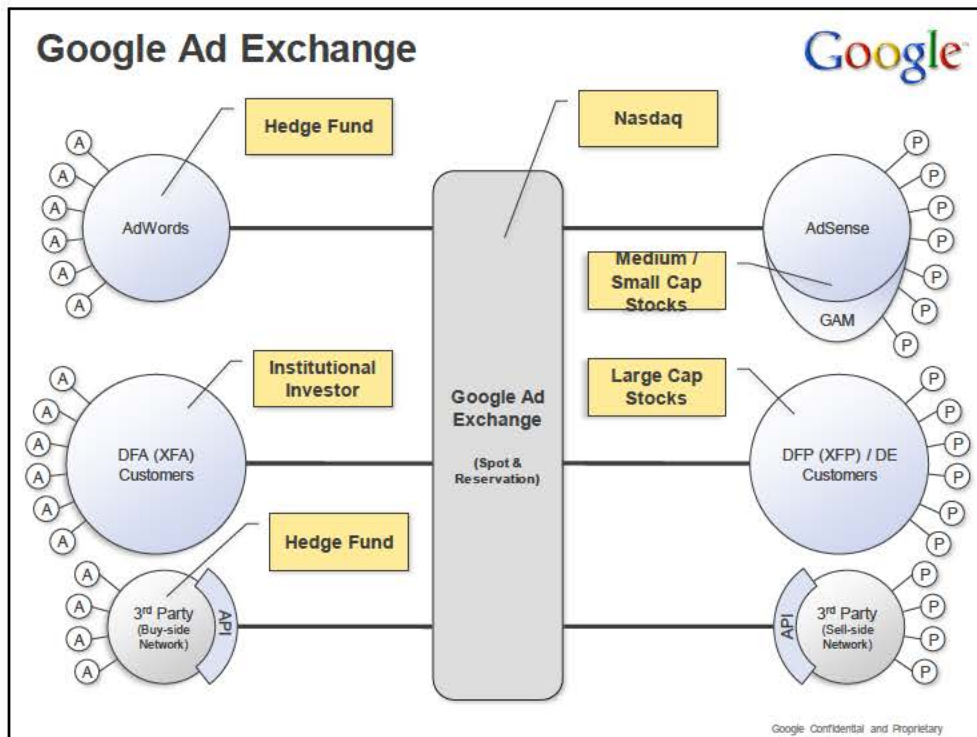 Google Ad Exchange
Google™
Hedge Fund
Nasdaq
A
A
A
A
A
A
AdWords
AdSense
P
P
P
P
P
P
P
Medium /
Small Cap
Stocks
GAM
Institutional
Investor
Large Cap
Stocks
Google Ad
Exchange
(Spot &
Reservation)
A
A
A
A
A
A
DFA (XFA)
Customers
DFP (XFP) / DE
Customers
P
P
P
P
P
P
Hedge Fund
A
A
A
A
3rd Party
(Buy-side
Network)
API
API
3rd Party
(Sell-side
Network)
P
P
P
P
Google Confidential and Proprietary